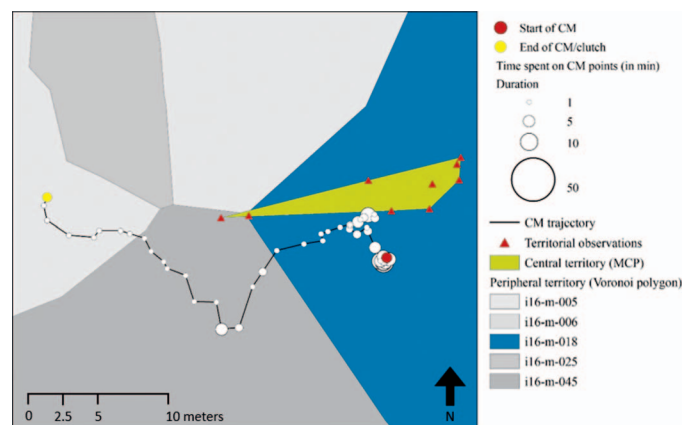 Start of CM
End of CM/clutch
Time spent on CM points (in min)
Duration
1
5
10
50
CM trajectory
Territorial observations
Central territory (MCP)
Peripheral territory (Voronoi polygon)
i16-m-005
i16-m-006
i16-m-018
i16-m-025
i16-m-045
0 2.5 5 10 meters
N